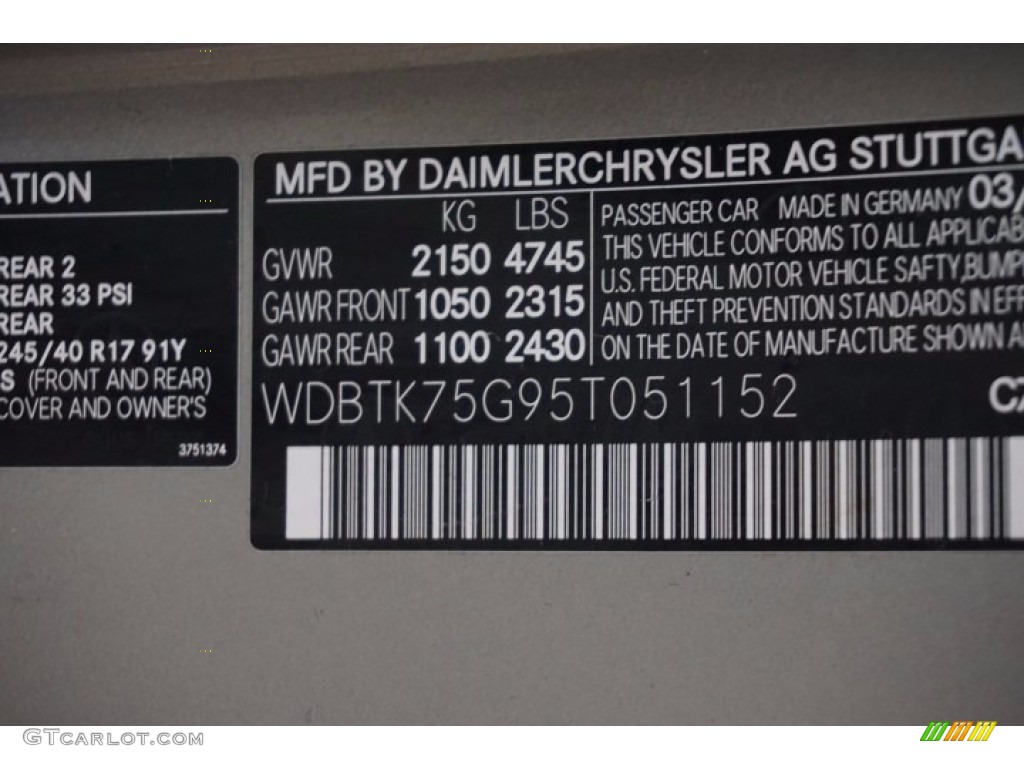 ATION
REAR 2
REAR 33 PSI
REAR
245/40 R17 91Y
S (FRONT AND REAR)
COVER AND OWNER'S
3751374
MFD BY DAIMLERCHRYSLER AG STUTTGA
KG LBS
GVWR 2150 4745
GAWR FRONT 1050 2315
GAWR REAR 1100 2430
PASSENGER CAR MADE IN GERMANY 03/
THIS VEHICLE CONFORMS TO ALL APPLICAB
U.S. FEDERAL MOTOR VEHICLE SAFTY,BUMP
AND THEFT PREVENTION STANDARDS IN EFF
ON THE DATE OF MANUFACTURE SHOWN A
WDBTK75G95T051152
GTCARLOT.COM